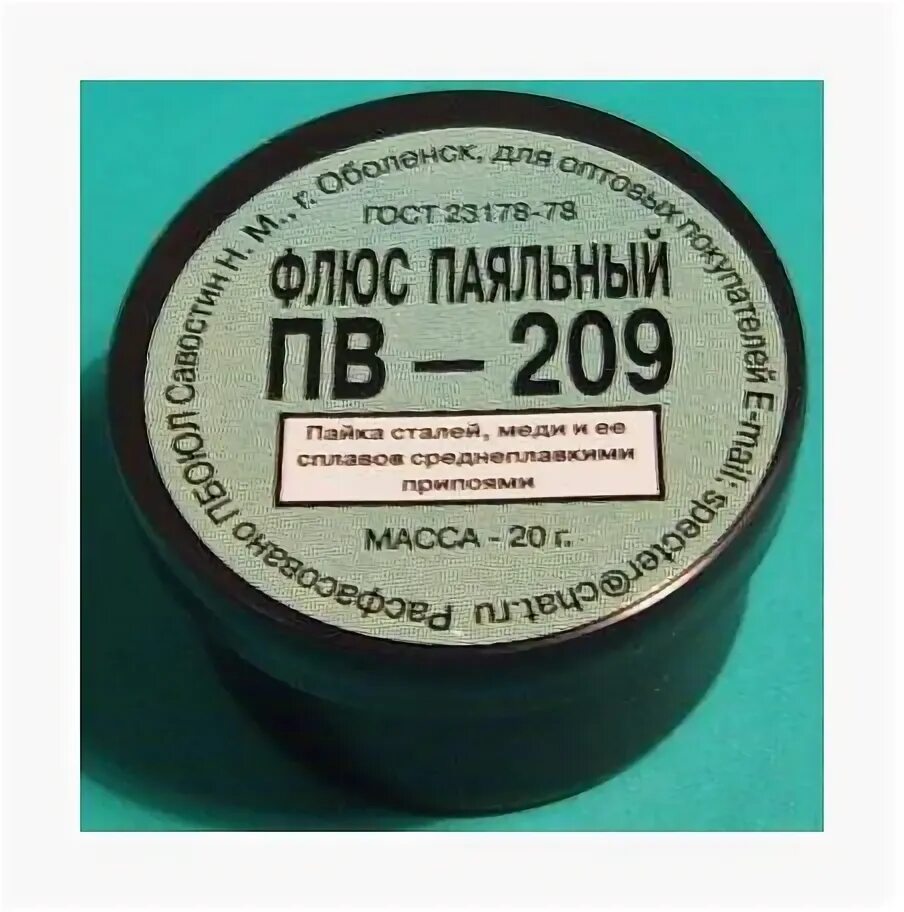 Расфасовано ПБОЮЛ Савостин Н. М., г. Оболенск, для оптовых покупателей E-mail: specter@chat.ru
ГОСТ 23178-78
ФЛЮС ПАЯЛЬНЫЙ
ПВ – 209
Пайка сталей, меди и ее
сплавов среднеплавкими
припоями
МАССА - 20 г.